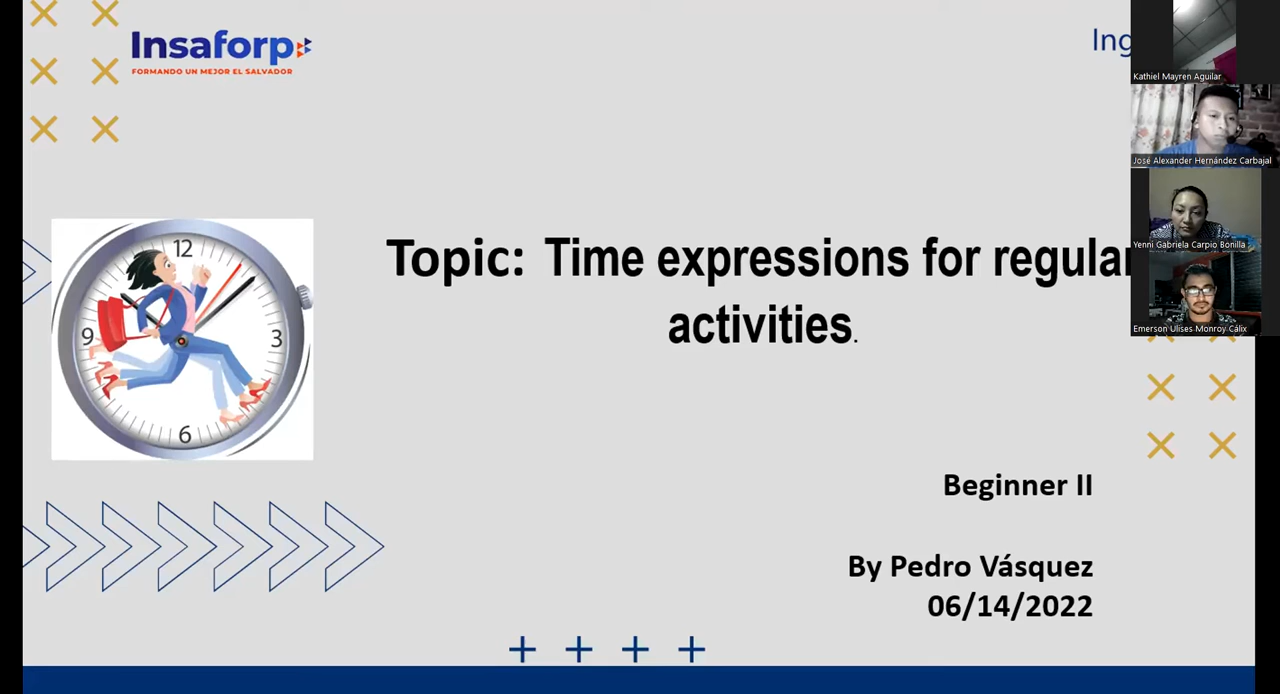 Insaforp
FORMANDO UN MEJOR EL SALVADOR
Ing
Kathiel Mayren Aguilar
José Alexander Hernández Carbajal
Yenni Gabriela Carpio Bonilla
Emerson Ulises Monroy Cálix
12
9
3
6
Topic: Time expressions for regular
activities.
Beginner II
By Pedro Vásquez
06/14/2022